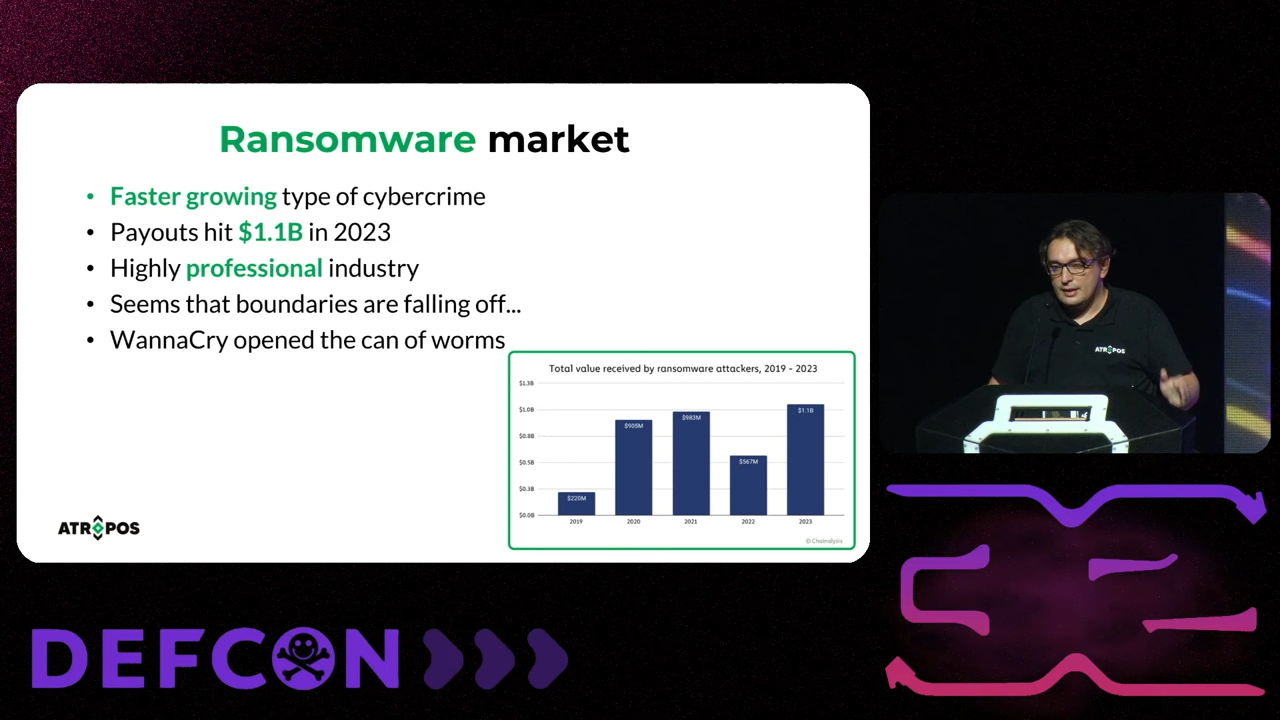 Ransomware market
• Faster growing type of cybercrime
• Payouts hit $1.1B in 2023
• Highly professional industry
• Seems that boundaries are falling off...
• WannaCry opened the can of worms
Total value received by ransomware attackers, 2019 - 2023
$1.3B
$1.0B
$0.8B
$0.5B
$0.3B
$0.0B
$220M
$905M
$983M
$567M
$1.1B
2019
2020
2021
2022
2023
© Chainalysis
ATROPOS
ATROPOS
DEFCON